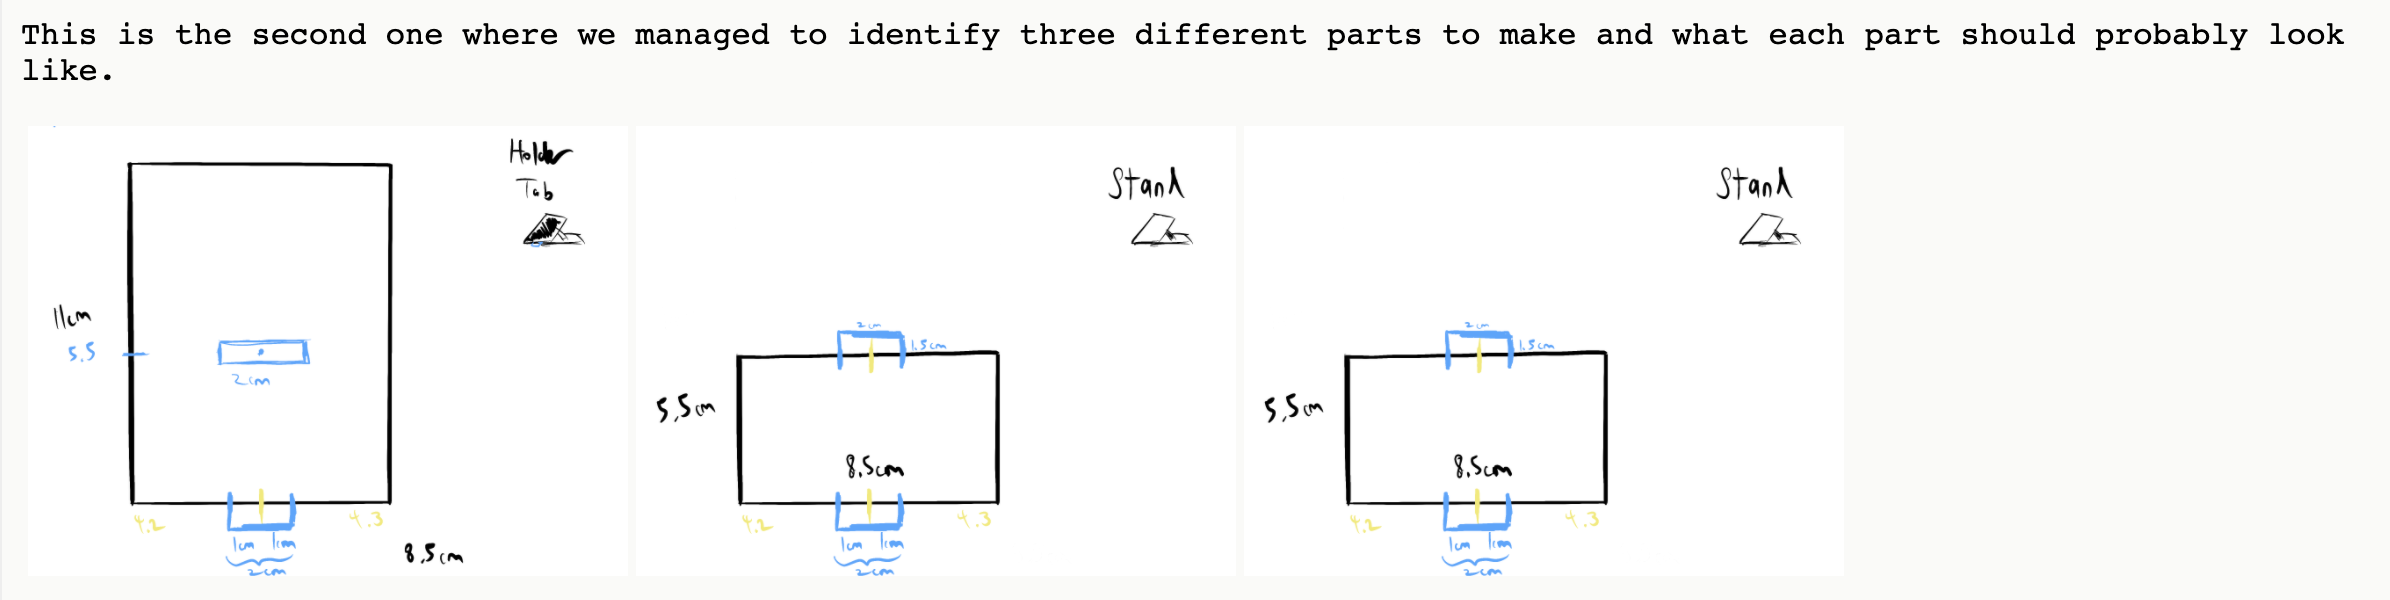 This is the second one where we managed to identify three different parts to make and what each part should probably look
like.
Holder
Tab
11cm
5.5
2cm
4.2
4.3
1cm 1cm
2cm
8.5cm
Stand
2cm
1.5cm
5.5cm
8.5cm
4.2
4.3
1cm 1cm
2cm
Stand
2cm
1.5cm
5.5cm
8.5cm
4.2
4.3
1cm 1cm
2cm